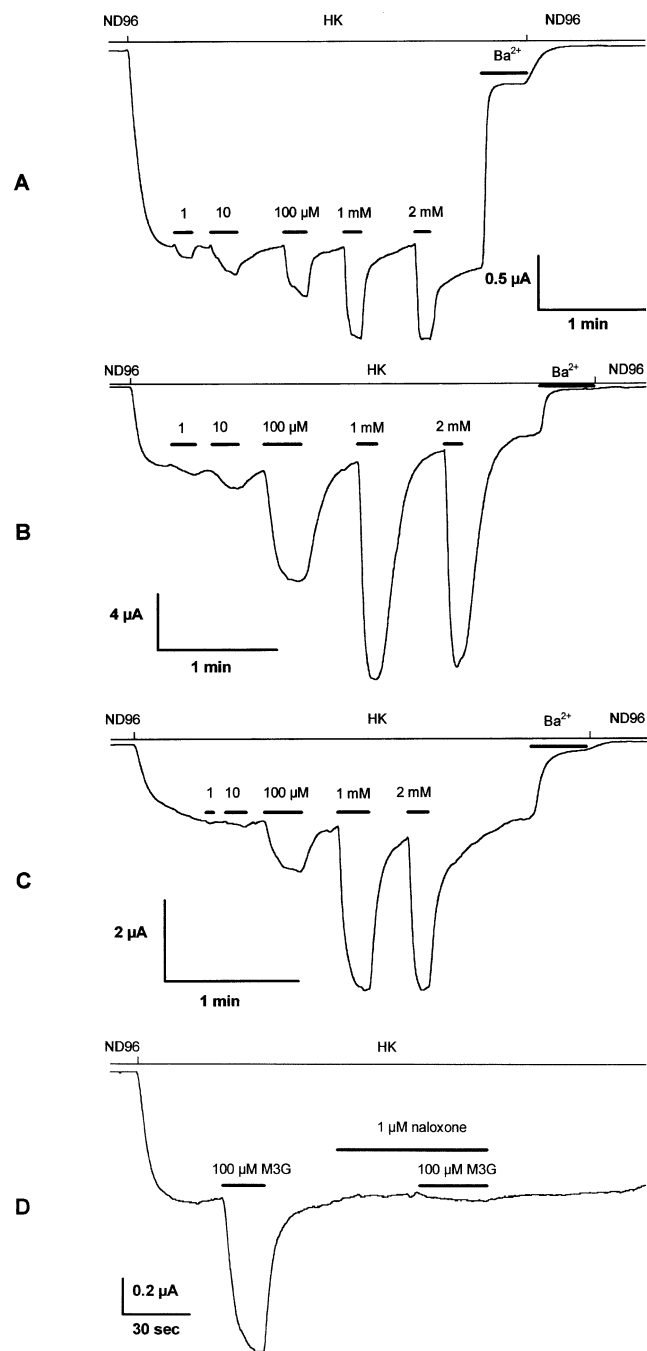 ND96 HK ND96
Ba2+
A
1 10 100 µM 1 mM 2 mM
0.5 µA
1 min
ND96 HK Ba2+ ND96
1 10 100 µM 1 mM 2 mM
B
4 µA
1 min
ND96 HK Ba2+ ND96
1 10 100 µM 1 mM 2 mM
C
2 µA
1 min
ND96 HK
1 µM naloxone
100 µM M3G 100 µM M3G
D
0.2 µA
30 sec